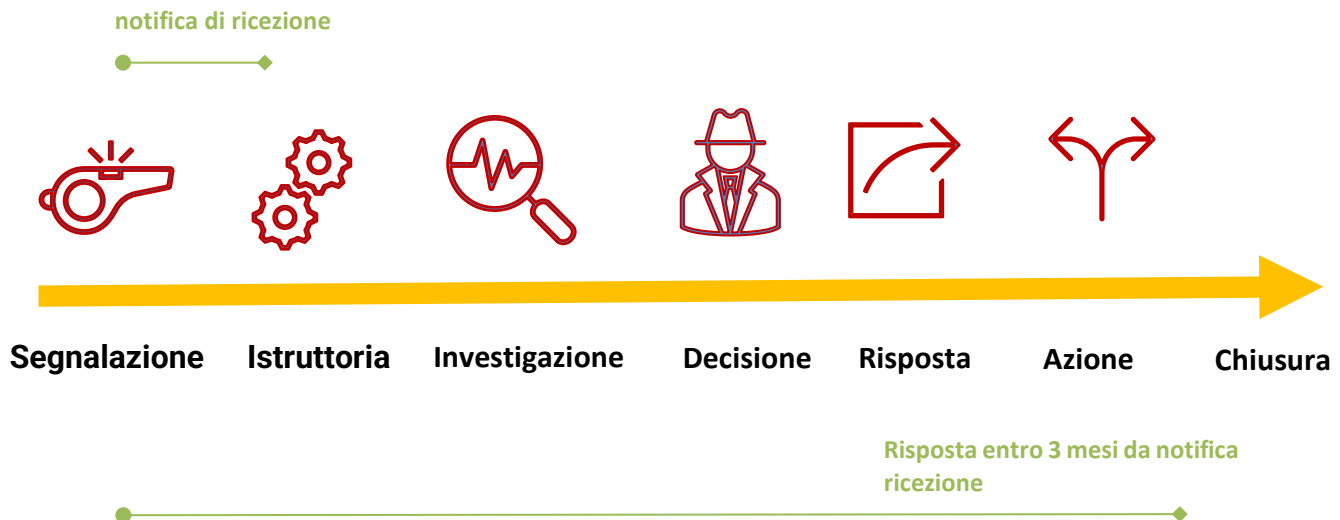 notifica di ricezione
Segnalazione Istruttoria Investigazione Decisione Risposta Azione Chiusura
Risposta entro 3 mesi da notifica
ricezione